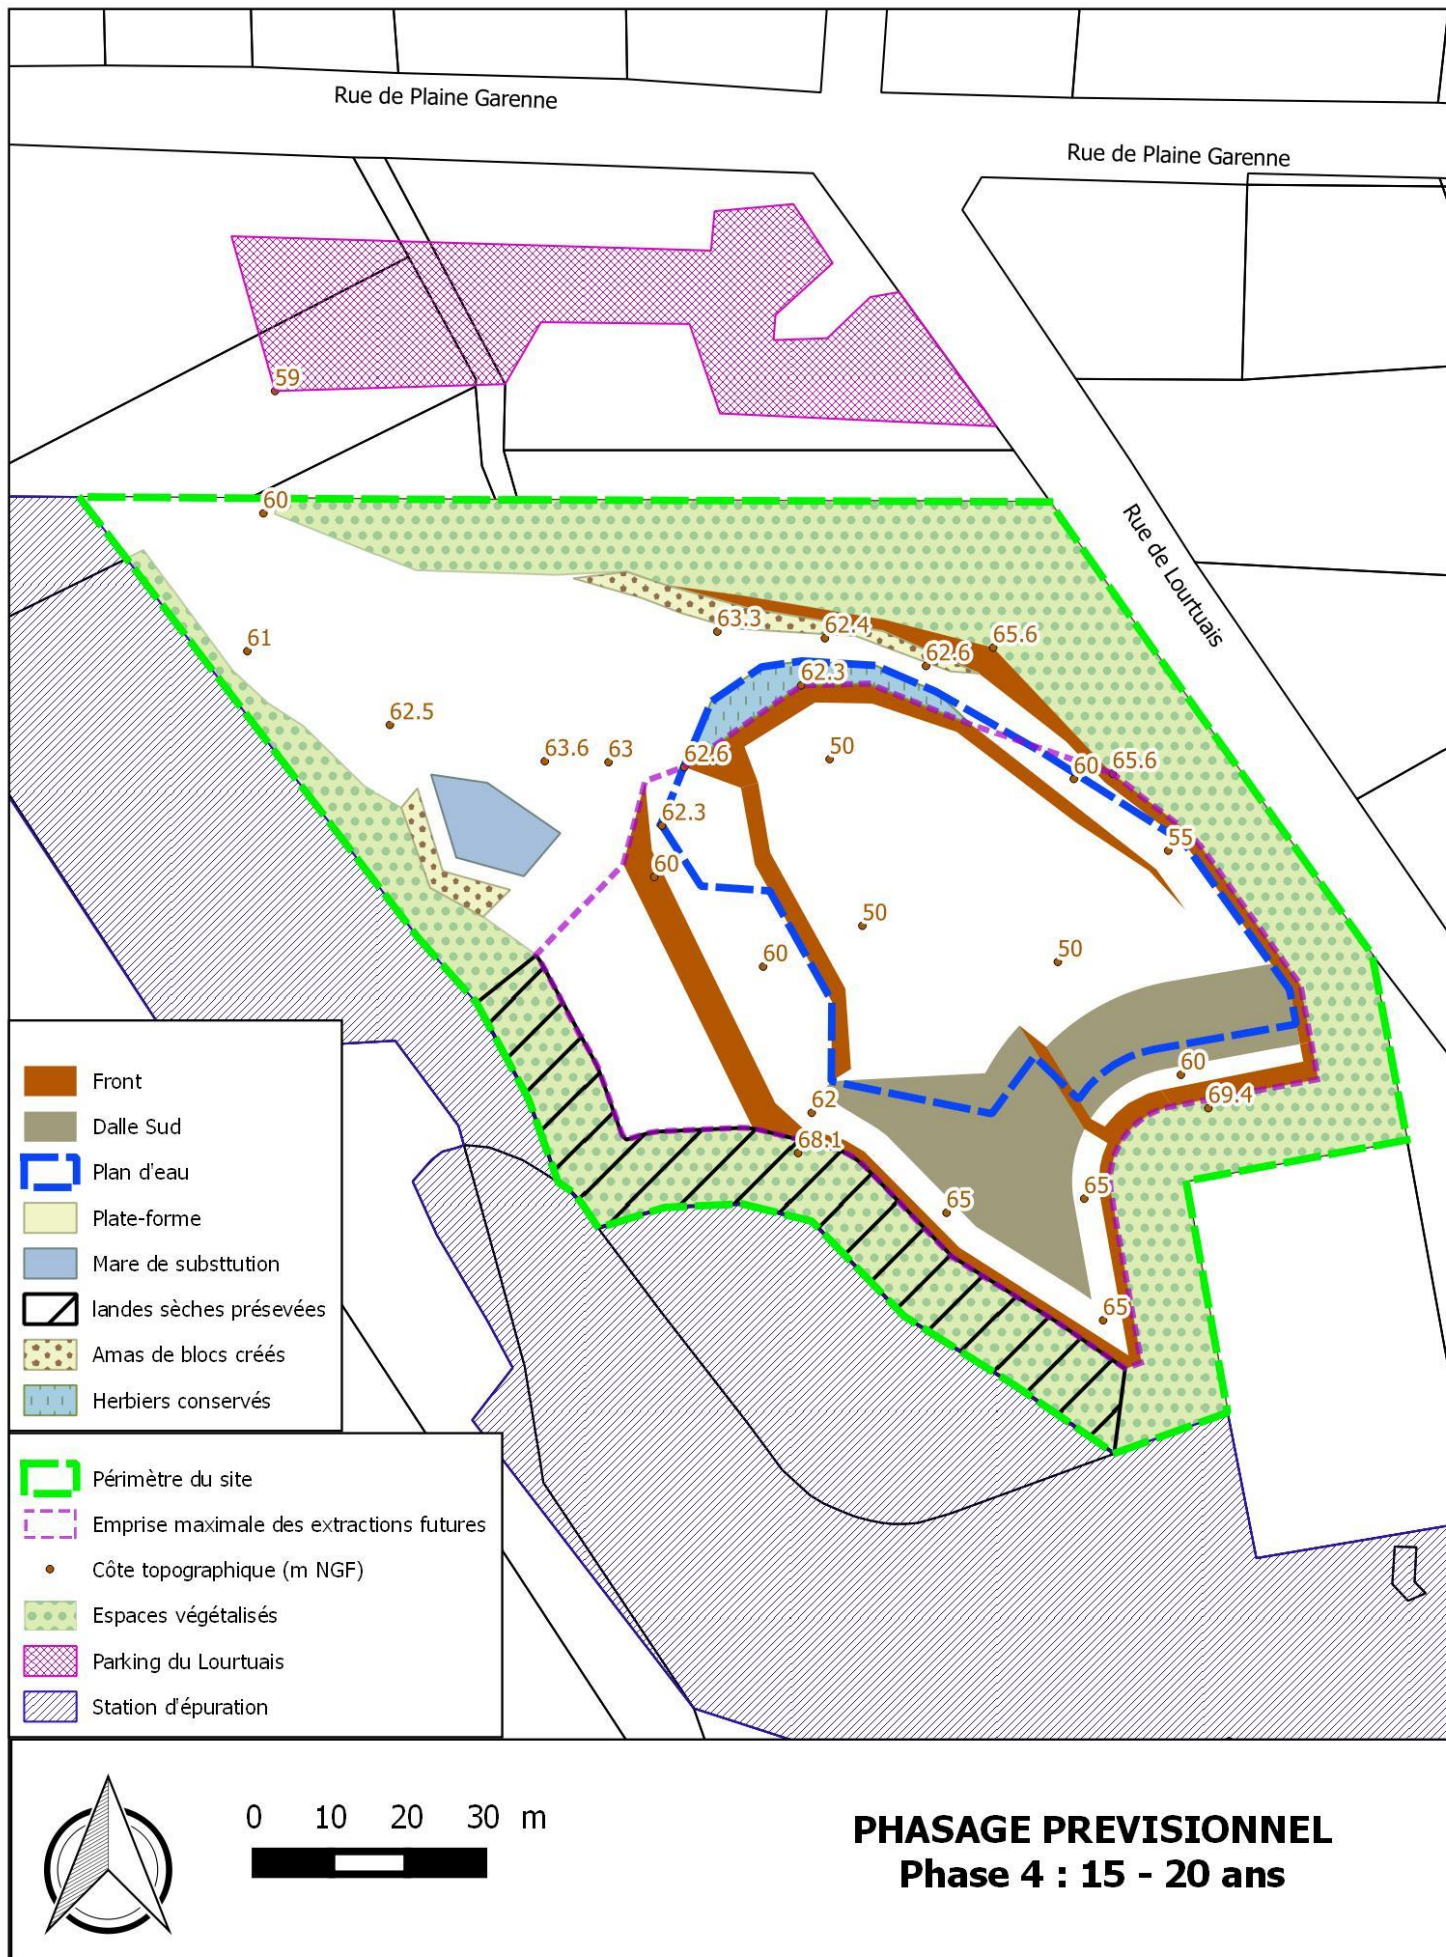 Rue de Plaine Garenne
Rue de Plaine Garenne
59
60
Rue de Lourtuais
63.3
62.4
65.6
61
62.6
62.3
62.5
63.6
63
62.6
50
60
65.6
62.3
55
60
50
60
50
60
62
69.4
68.1
65
65
65
Front
Dalle Sud
Plan d'eau
Plate-forme
Mare de substtution
landes sèches présevées
Amas de blocs créés
Herbiers conservés
Périmètre du site
Emprise maximale des extractions futures
Côte topographique (m NGF)
Espaces végétalisés
Parking du Lourtuais
Station d'épuration
0 10 20 30 m
PHASAGE PREVISIONNEL
Phase 4 : 15 - 20 ans